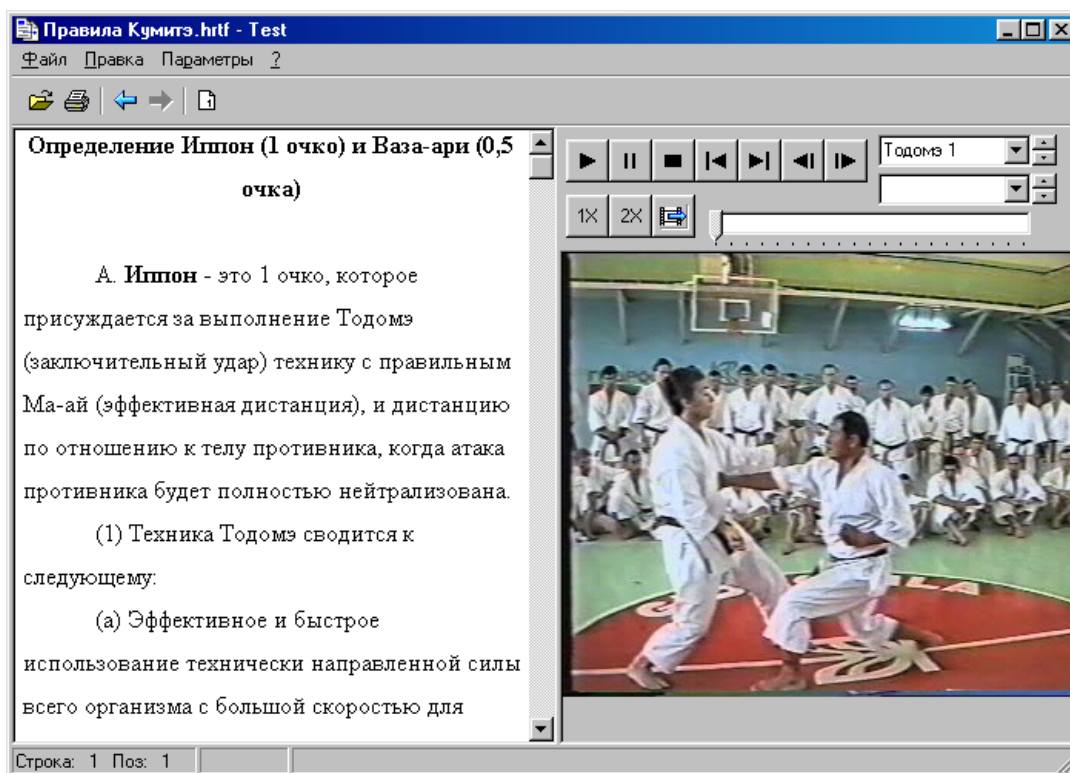 Правила Кумитэ.hrtf - Test
Файл Правка Параметры ?
Определение Иппон (1 очко) и Ваза-ари (0,5
очка)
А. Иппон - это 1 очко, которое
присуждается за выполнение Тодомэ
(заключительный удар) технику с правильным
Ма-ай (эффективная дистанция), и дистанцию
по отношению к телу противника, когда атака
противника будет полностью нейтрализована.
(1) Техника Тодомэ сводится к
следующему:
(а) Эффективное и быстрое
использование технически направленной силы
всего организма с большой скоростью для
Тодомэ 1
1X 2X
Строка: 1 Поз: 1